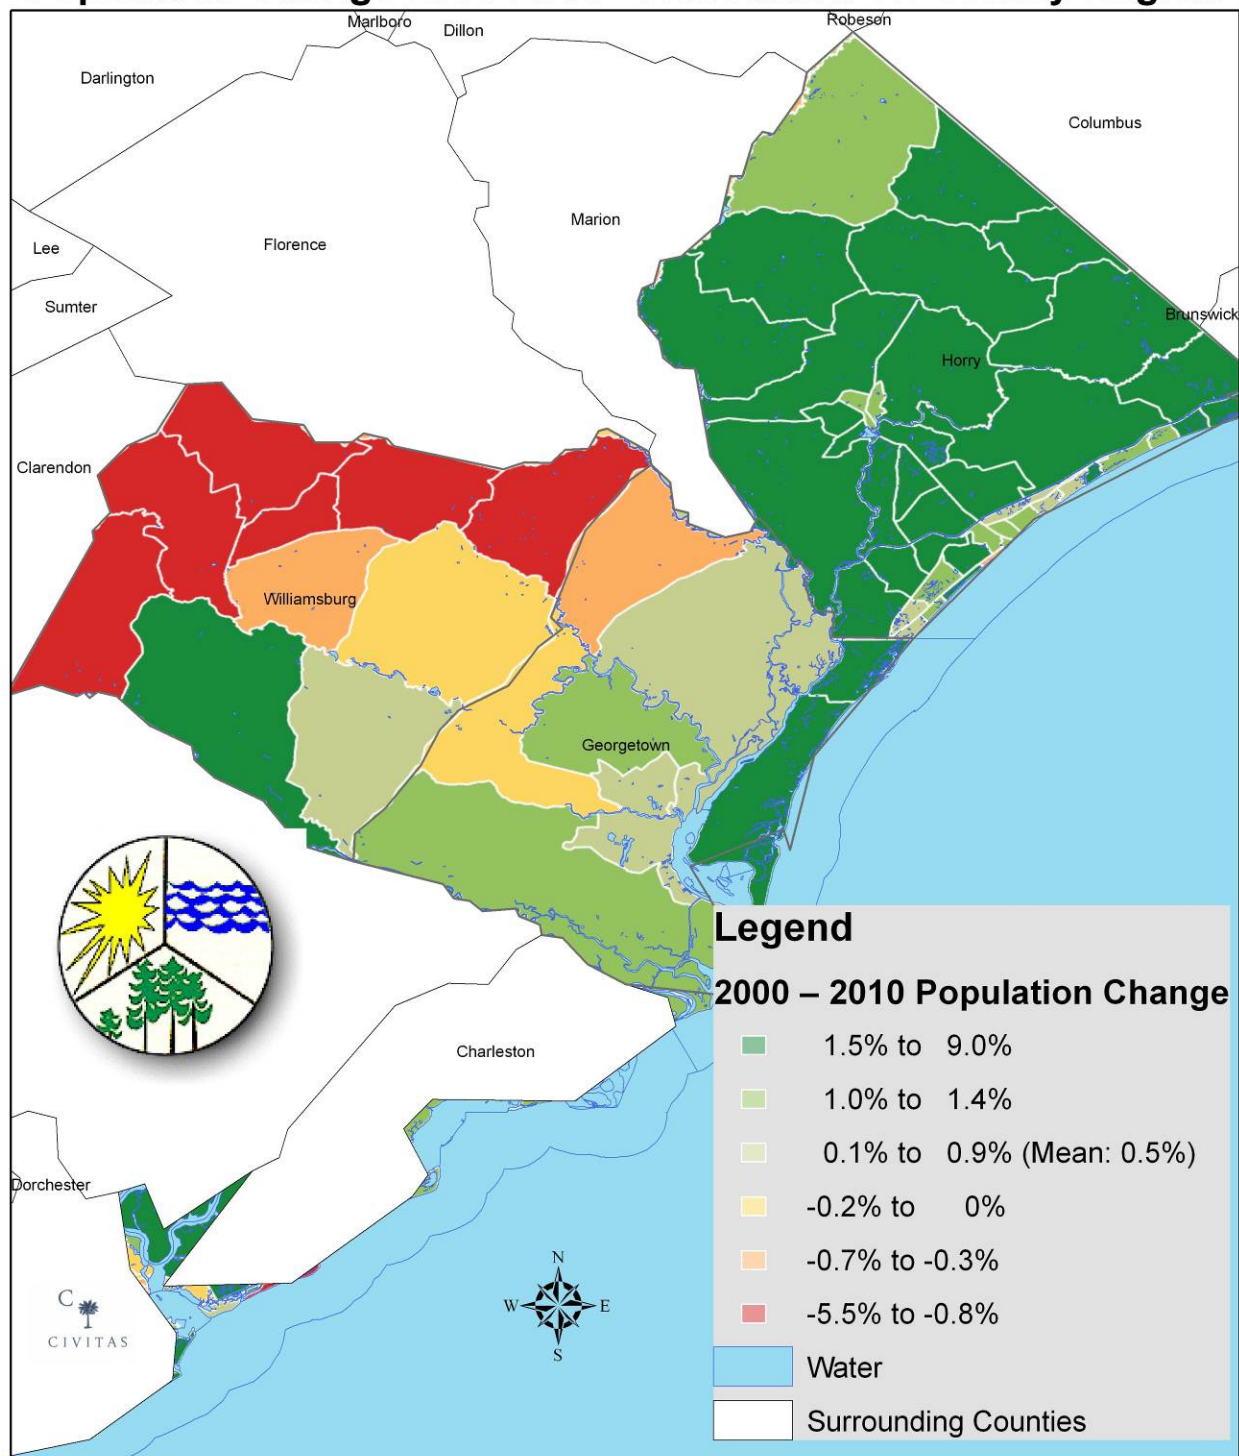 Marlboro
Dillon
Robeson
Darlington
Columbus
Marion
Florence
Lee
Sumter
Brunswick
Horry
Clarendon
Williamsburg
Georgetown
Charleston
Dorchester
Legend
2000 – 2010 Population Change
1.5% to 9.0%
1.0% to 1.4%
0.1% to 0.9% (Mean: 0.5%)
-0.2% to 0%
-0.7% to -0.3%
-5.5% to -0.8%
Water
Surrounding Counties
N
W E
S
C
CIVITAS